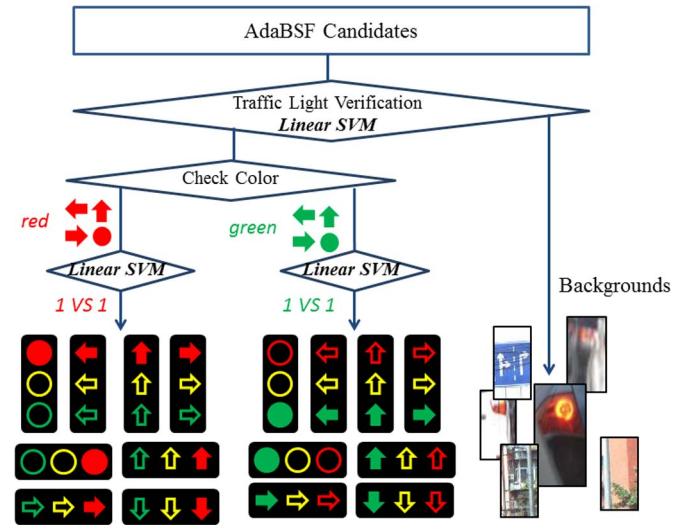 AdaBSF Candidates
Traffic Light Verification
Linear SVM
Check Color
red
green
Linear SVM
Linear SVM
1 VS 1
1 VS 1
Backgrounds